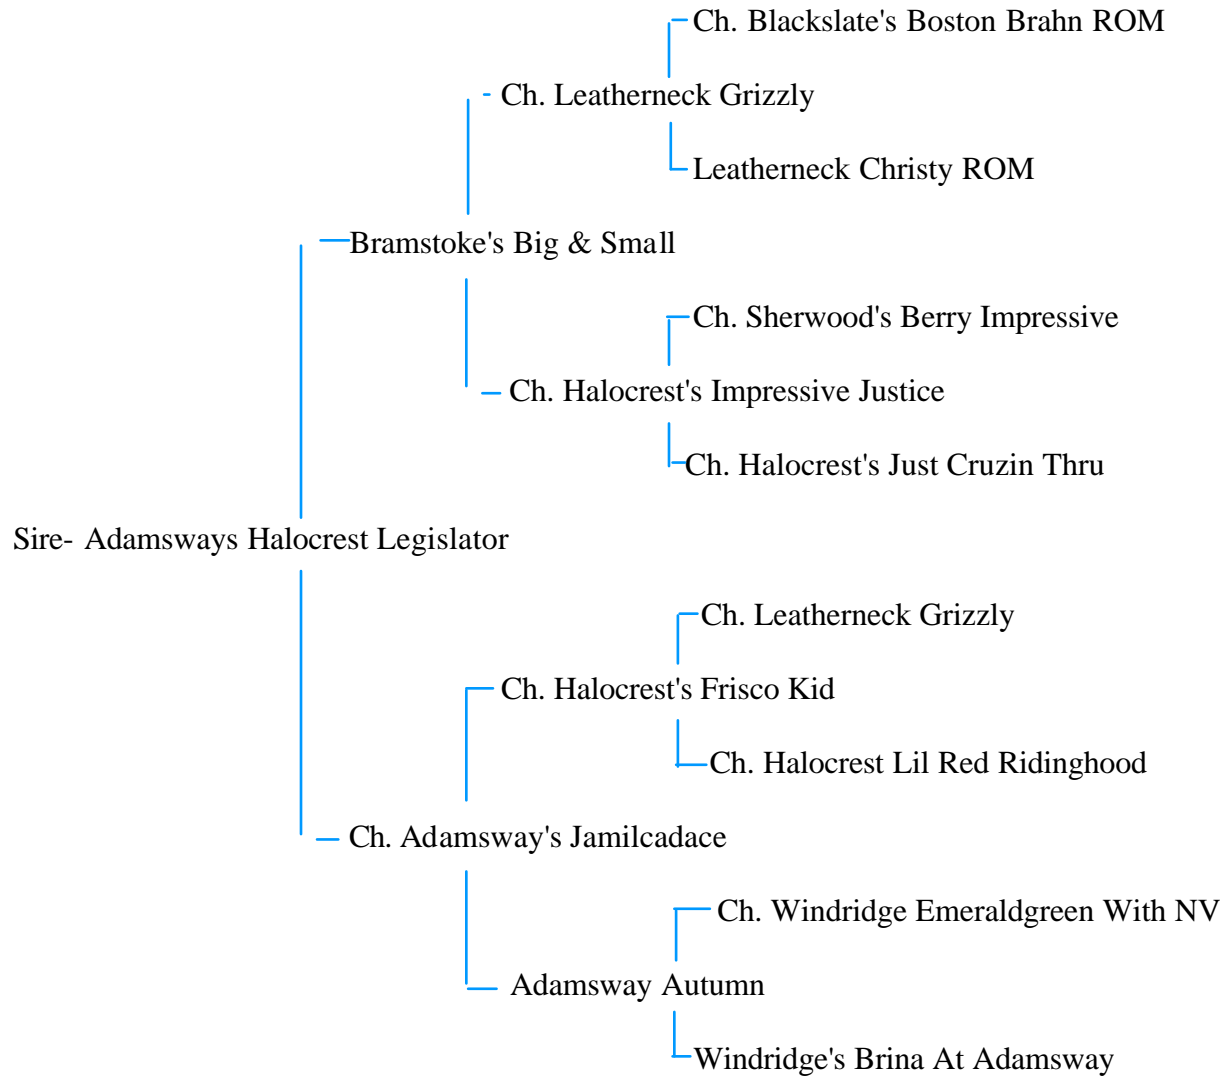 Ch. Blackslate's Boston Brahn ROM
Ch. Leatherneck Grizzly
Leatherneck Christy ROM
Bramstoke's Big & Small
Ch. Sherwood's Berry Impressive
Ch. Halocrest's Impressive Justice
Ch. Halocrest's Just Cruzin Thru
Sire- Adamsways Halocrest Legislator
Ch. Leatherneck Grizzly
Ch. Halocrest's Frisco Kid
Ch. Halocrest Lil Red Ridinghood
Ch. Adamsway's Jamilcadace
Ch. Windridge Emeraldgreen With NV
Adamsway Autumn
Windridge's Brina At Adamsway